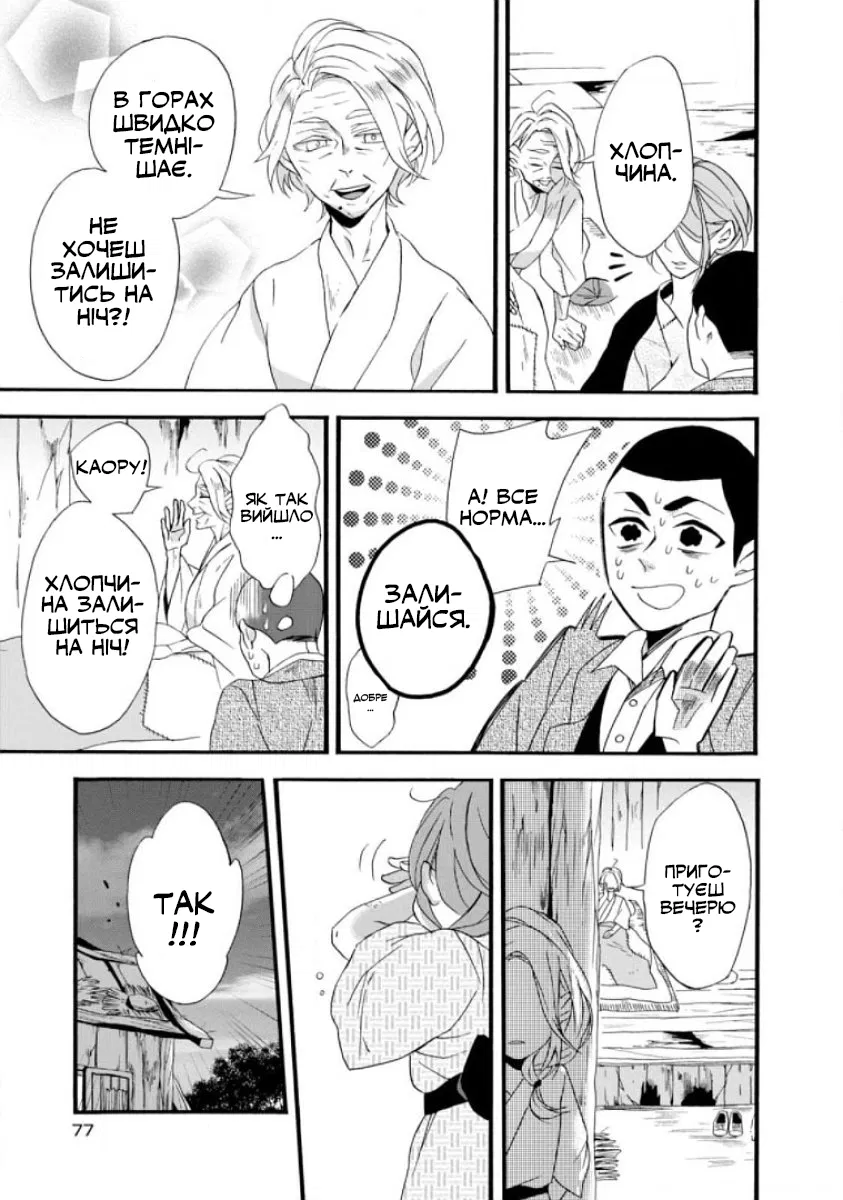 ХЛОП-
ЧИНА.
В ГОРАХ
ШВИДКО
ТЕМНІ-
ШАЄ.
НЕ
ХОЧЕШ
ЗАЛИШИ-
ТИСЬ НА
НІЧ?!
А! ВСЕ
НОРМА...
ЗАЛИ-
ШАЙСЯ.
ДОБРЕ
...
ЯК ТАК
ВИЙШЛО
...
КАОРУ!
ХЛОПЧИ-
НА ЗАЛИ-
ШИТЬСЯ
НА НІЧ!
ПРИГО-
ТУЄШ
ВЕЧЕРЮ
?
ТАК
!!!
77